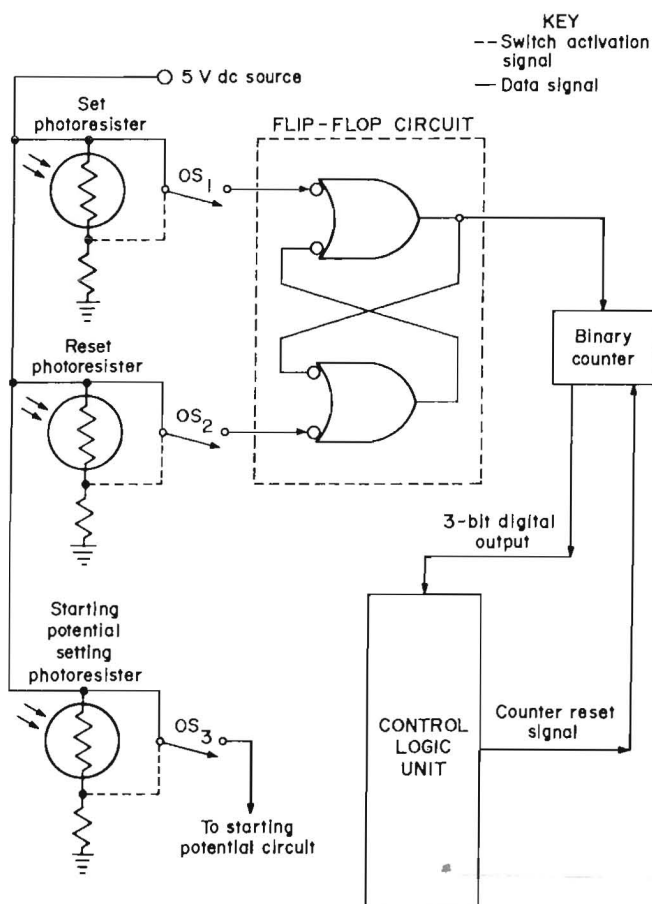 KEY
Switch activation
signal
Data signal
5 V dc source
Set
photoresister
FLIP-FLOP CIRCUIT
OS1
Reset
photoresister
OS2
Binary
counter
3-bit digital
output
Starting
potential
setting
photoresister
OS3
To starting
potential circuit
CONTROL
LOGIC
UNIT
Counter reset
signal